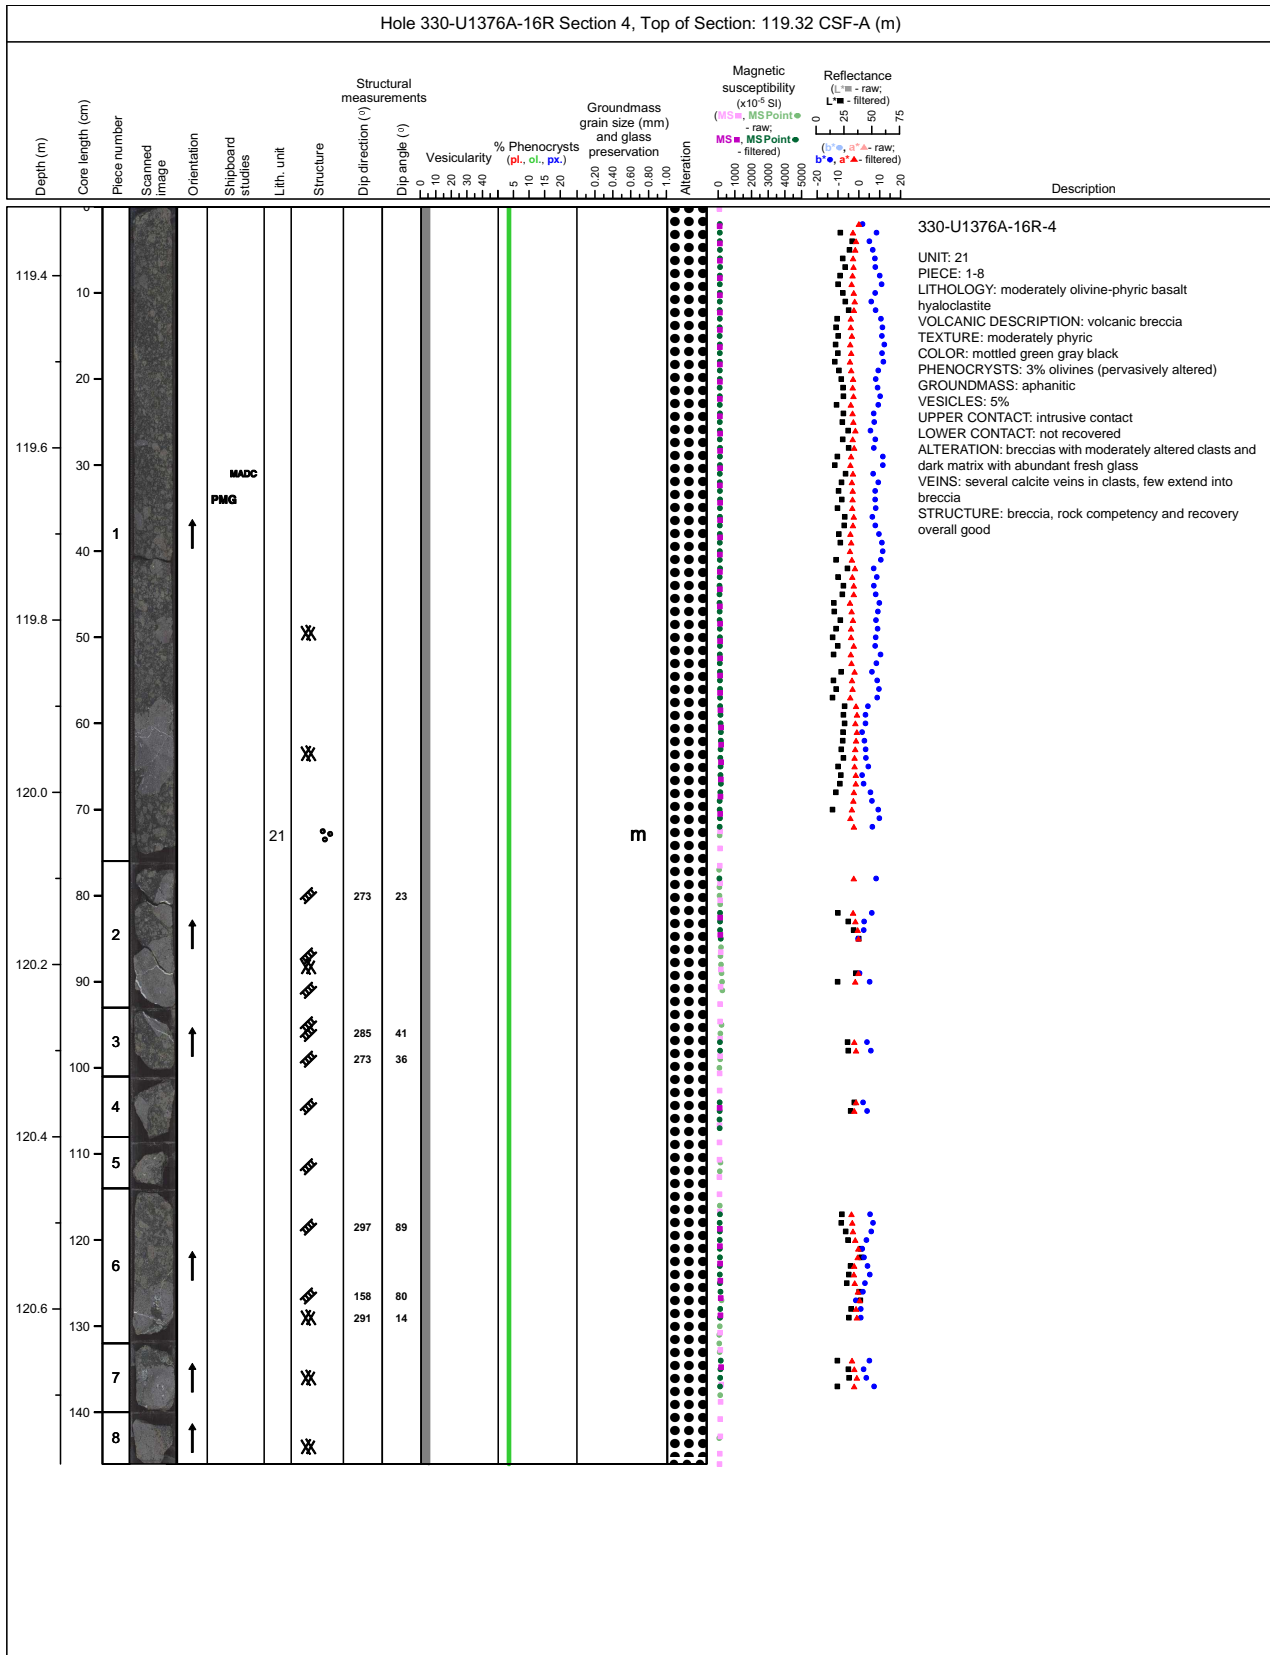 Hole 330-U1376A-16R Section 4, Top of Section: 119.32 CSF-A (m)
Depth (m)
Core length (cm)
Piece number
Scanned
image
Orientation
Shipboard
studies
Lith. unit
Structure
Structural
measurements
Dip direction (°)
Dip angle (°)
Vesicularity
0 10 20 30 40
% Phenocrysts
(pl., ol., px.)
5 10 15 20
Groundmass
grain size (mm)
and glass
preservation
0.20 0.40 0.60 0.80 1.00
Alteration
Magnetic
susceptibility
(x10-5 SI)
(MS■, MSPoint●
- raw;
MS■, MSPoint●
- filtered)
0 1000 2000 3000 4000 5000
Reflectance
(L*■ - raw;
L*■ - filtered)
0 25 50 75
(b*●, a*▲- raw;
b*●, a*▲- filtered)
-20 -10 0 10 20
Description
119.4
119.6
119.8
120.0
120.2
120.4
120.6
0
10
20
30
40
50
60
70
80
90
100
110
120
130
140
1
2
3
4
5
6
7
8
MADC
PMG
21
m
273 23
285 41
273 36
297 89
158 80
291 14
330-U1376A-16R-4
UNIT: 21
PIECE: 1-8
LITHOLOGY: moderately olivine-phyric basalt
hyaloclastite
VOLCANIC DESCRIPTION: volcanic breccia
TEXTURE: moderately phyric
COLOR: mottled green gray black
PHENOCRYSTS: 3% olivines (pervasively altered)
GROUNDMASS: aphanitic
VESICLES: 5%
UPPER CONTACT: intrusive contact
LOWER CONTACT: not recovered
ALTERATION: breccias with moderately altered clasts and
dark matrix with abundant fresh glass
VEINS: several calcite veins in clasts, few extend into
breccia
STRUCTURE: breccia, rock competency and recovery
overall good